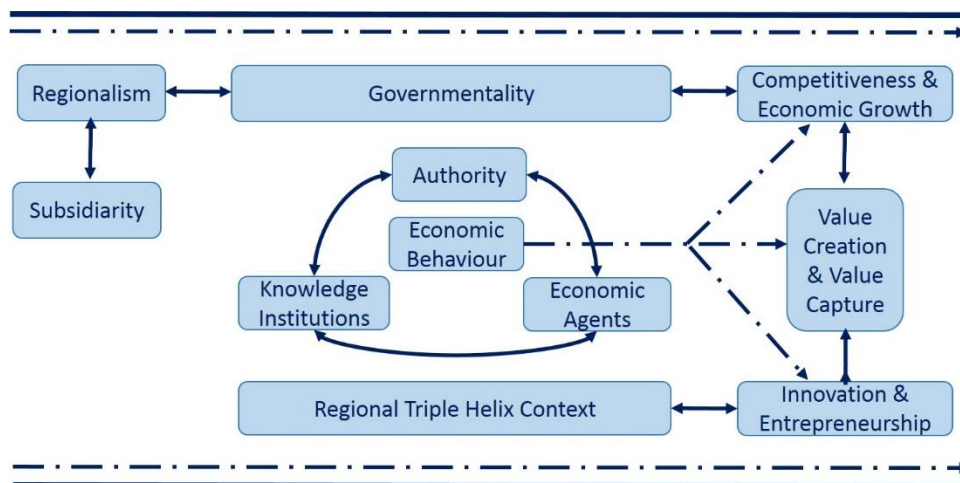 Regionalism
Governmentality
Competitiveness &
Economic Growth
Authority
Subsidiarity
Economic
Behaviour
Value
Creation
& Value
Capture
Knowledge
Institutions
Economic
Agents
Regional Triple Helix Context
Innovation &
Entrepreneurship